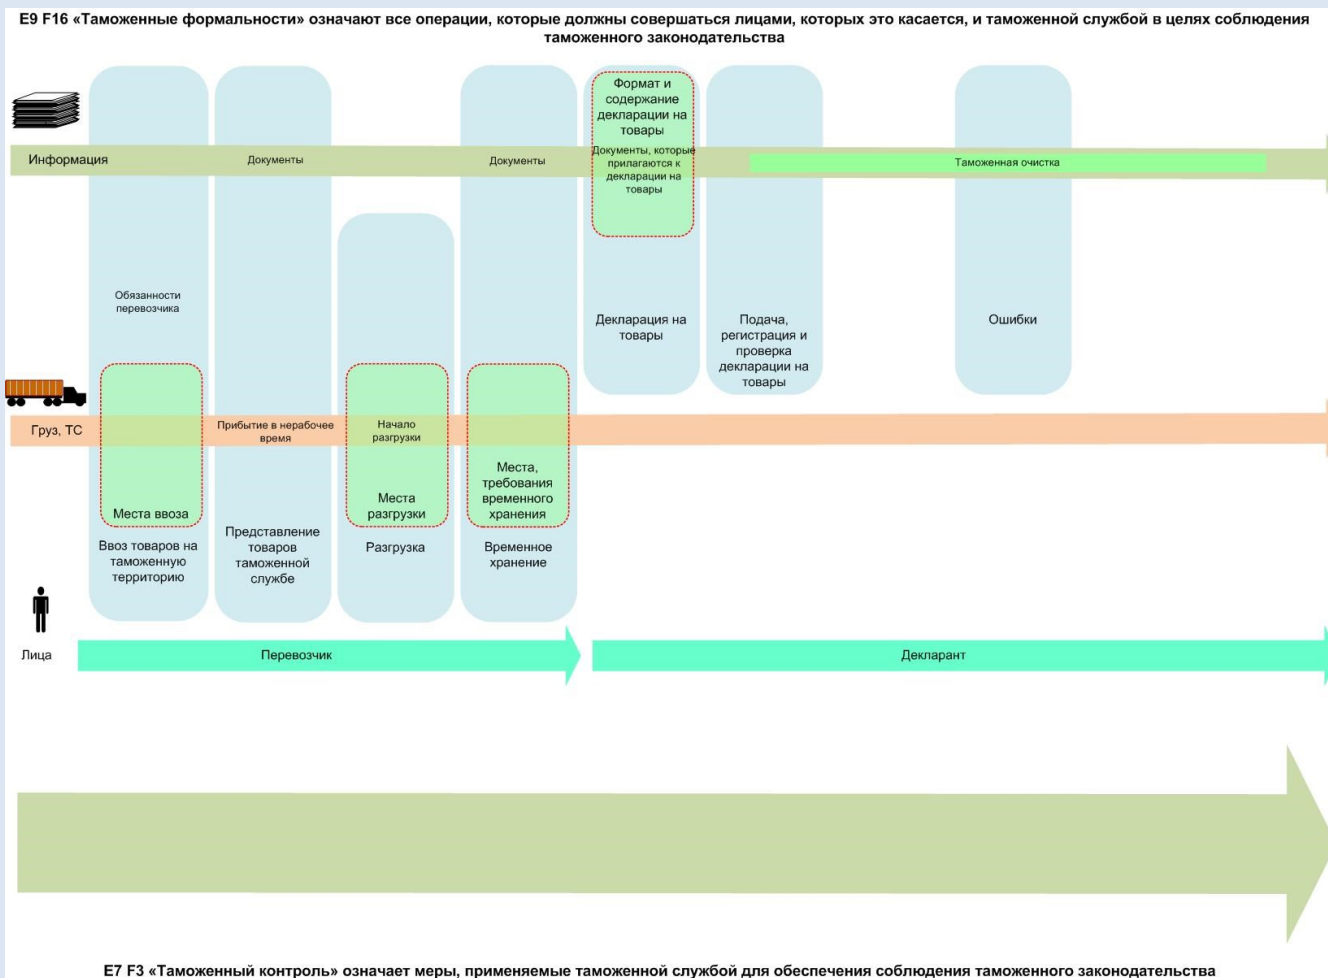 E9 F16 «Таможенные формальности» означают все операции, которые должны совершаться лицами, которых это касается, и таможенной службой в целях соблюдения
таможенного законодательства
Формат и
содержание
декларации на
товары
Информация
Документы
Документы
Документы, которые
прилагаются к
декларации на
товары
Таможенная очистка
Обязанности
перевозчика
Декларация на
товары
Подача,
регистрация и
проверка
декларации на
товары
Ошибки
Груз, ТС
Прибытие в нерабочее
время
Начало
разгрузки
Места ввоза
Места
разгрузки
Места,
требования
временного
хранения
Ввоз товаров на
таможенную
территорию
Представление
товаров
таможенной
службе
Разгрузка
Временное
хранение
Лица
Перевозчик
Декларант
E7 F3 «Таможенный контроль» означает меры, применяемые таможенной службой для обеспечения соблюдения таможенного законодательства